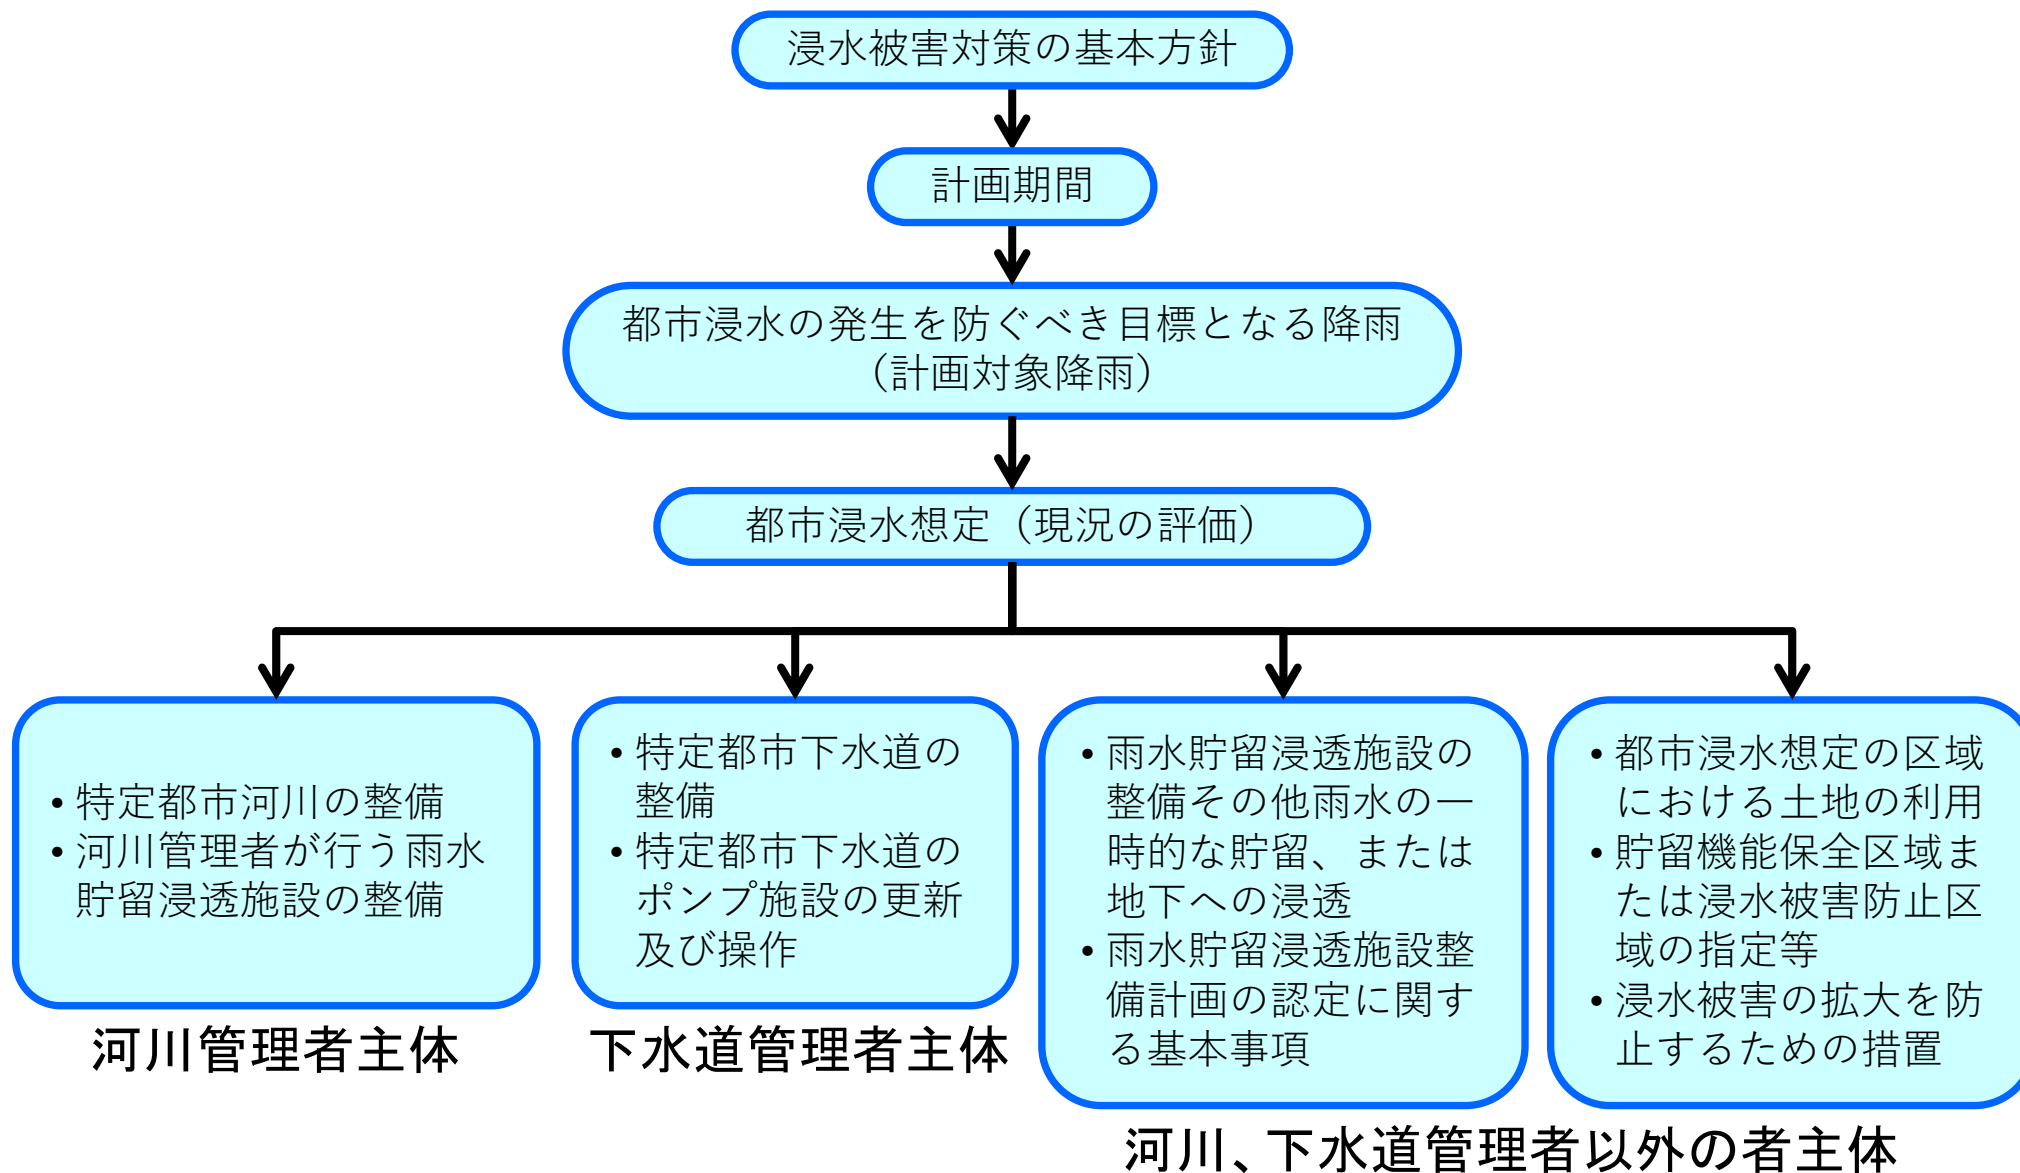 浸水被害対策の基本方針
計画期間
都市浸水の発生を防ぐべき目標となる降雨
（計画対象降雨）
都市浸水想定（現況の評価）
• 特定都市河川の整備
• 河川管理者が行う雨水
貯留浸透施設の整備
河川管理者主体
• 特定都市下水道の
整備
• 特定都市下水道の
ポンプ施設の更新
及び操作
下水道管理者主体
• 雨水貯留浸透施設の
整備その他雨水の一
時的な貯留、または
地下への浸透
• 雨水貯留浸透施設整
備計画の認定に関す
る基本事項
• 都市浸水想定の区域
における土地の利用
• 貯留機能保全区域ま
たは浸水被害防止区
域の指定等
• 浸水被害の拡大を防
止するための措置
河川、下水道管理者以外の者主体